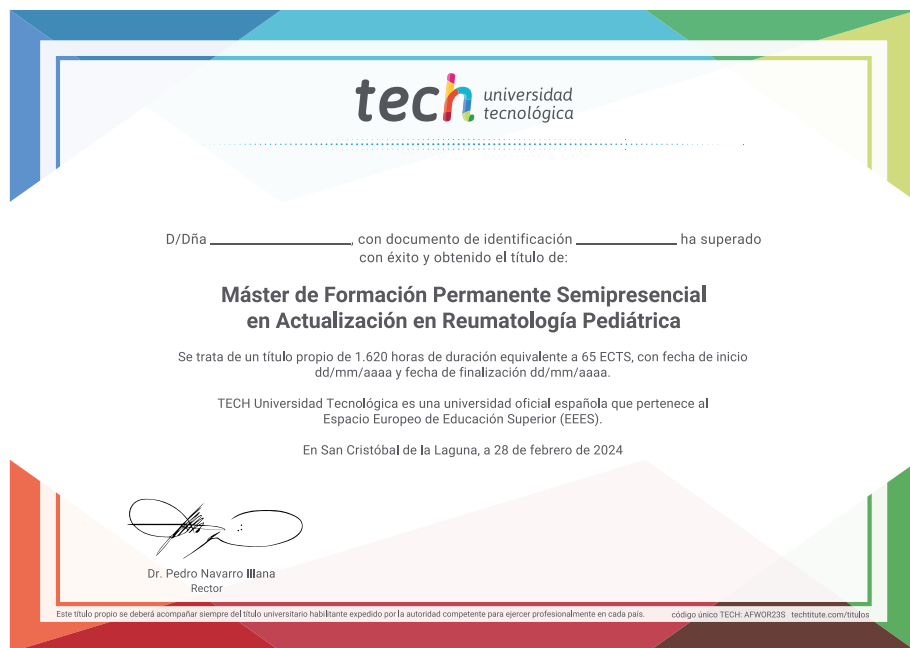 tech universidad
tecnológica
D/Dña ____________________, con documento de identificación ______________ ha superado
con éxito y obtenido el título de:
Máster de Formación Permanente Semipresencial
en Actualización en Reumatología Pediátrica
Se trata de un título propio de 1.620 horas de duración equivalente a 65 ECTS, con fecha de inicio
dd/mm/aaaa y fecha de finalización dd/mm/aaaa.
TECH Universidad Tecnológica es una universidad oficial española que pertenece al
Espacio Europeo de Educación Superior (EEES).
En San Cristóbal de la Laguna, a 28 de febrero de 2024
Dr. Pedro Navarro Illana
Rector
Este título propio se deberá acompañar siempre del título universitario habilitante expedido por la autoridad competente para ejercer profesionalmente en cada país. código único TECH: AFWOR23S techtitute.com/titulos